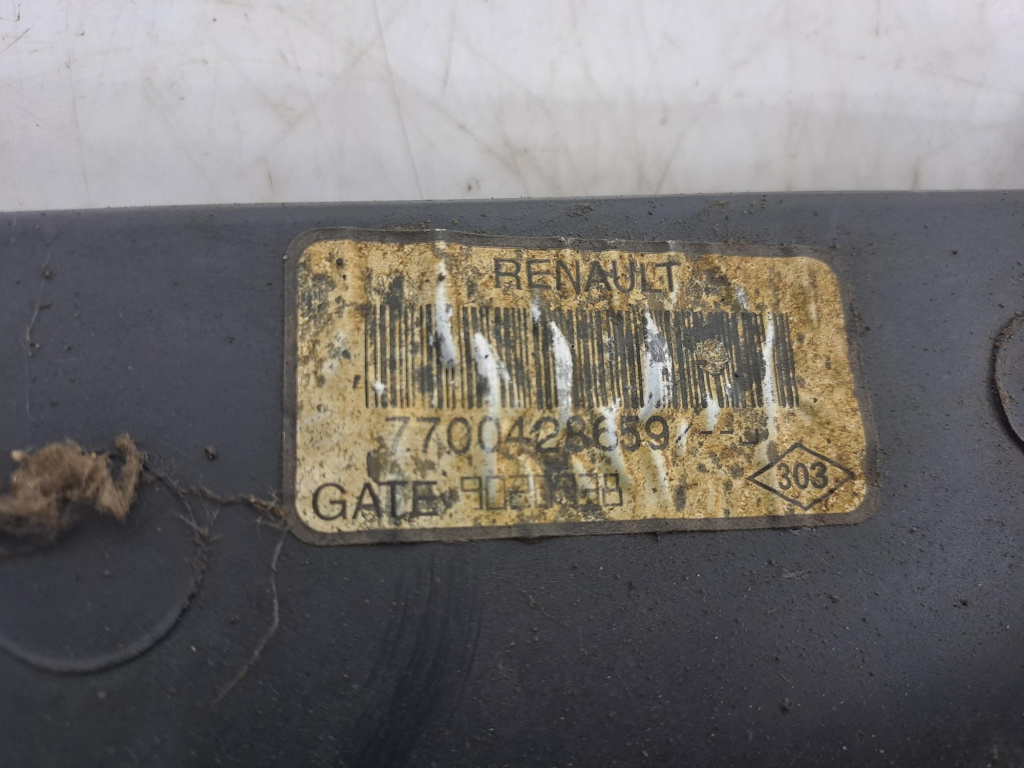 RENAULT
7700428659
303
GATE